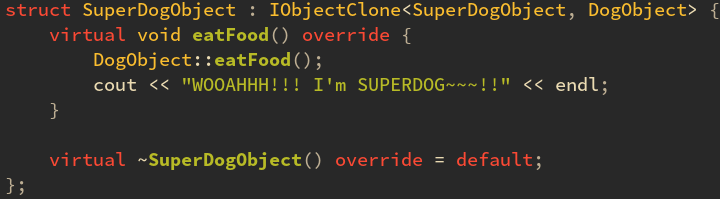 struct SuperDogObject : IObjectClone<SuperDogObject, DogObject> {
    virtual void eatFood() override {
        DogObject::eatFood();
        cout << "WOOAHHH!!! I'm SUPERDOG~~~!!" << endl;
    }

    virtual ~SuperDogObject() override = default;
};